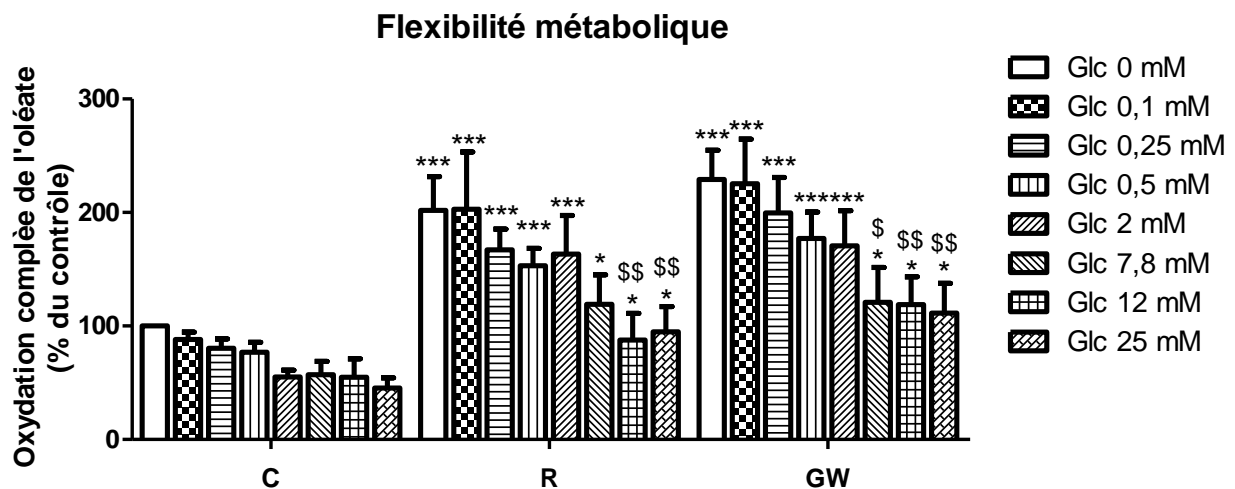 Flexibilité métabolique
Oxydation complèe de l'oléate
(% du contrôle)
300
200
100
0
*** *** *** *** *** * $$ * $$ *
*** *** *** *** *** $ * $$ * $$ *
C R GW
Glc 0 mM
Glc 0,1 mM
Glc 0,25 mM
Glc 0,5 mM
Glc 2 mM
Glc 7,8 mM
Glc 12 mM
Glc 25 mM